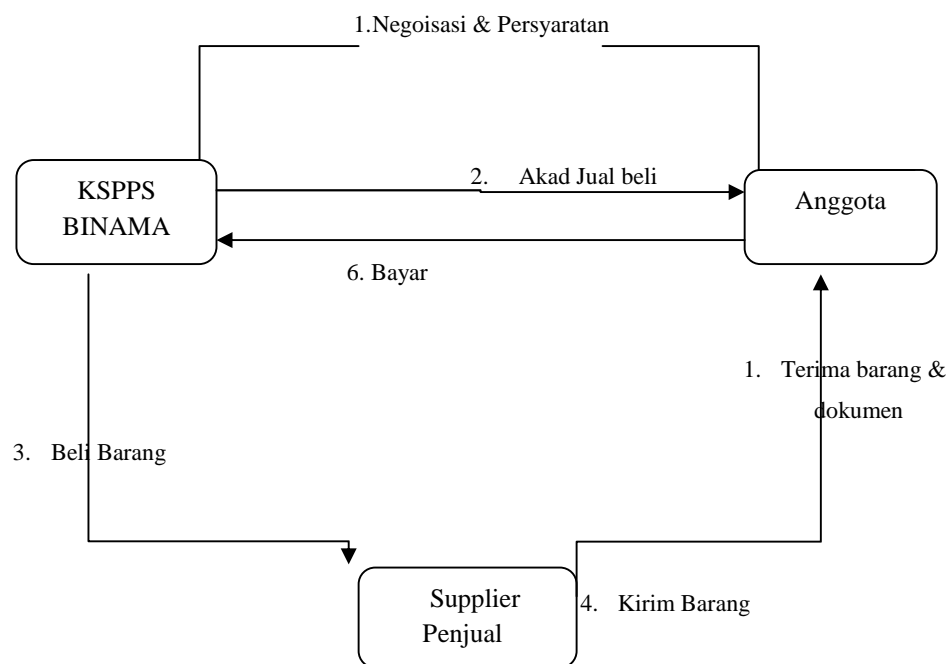 1.Negoisasi & Persyaratan
KSPPS
BINAMA
2. Akad Jual beli
Anggota
6. Bayar
1. Terima barang &
dokumen
3. Beli Barang
Supplier
Penjual
4. Kirim Barang